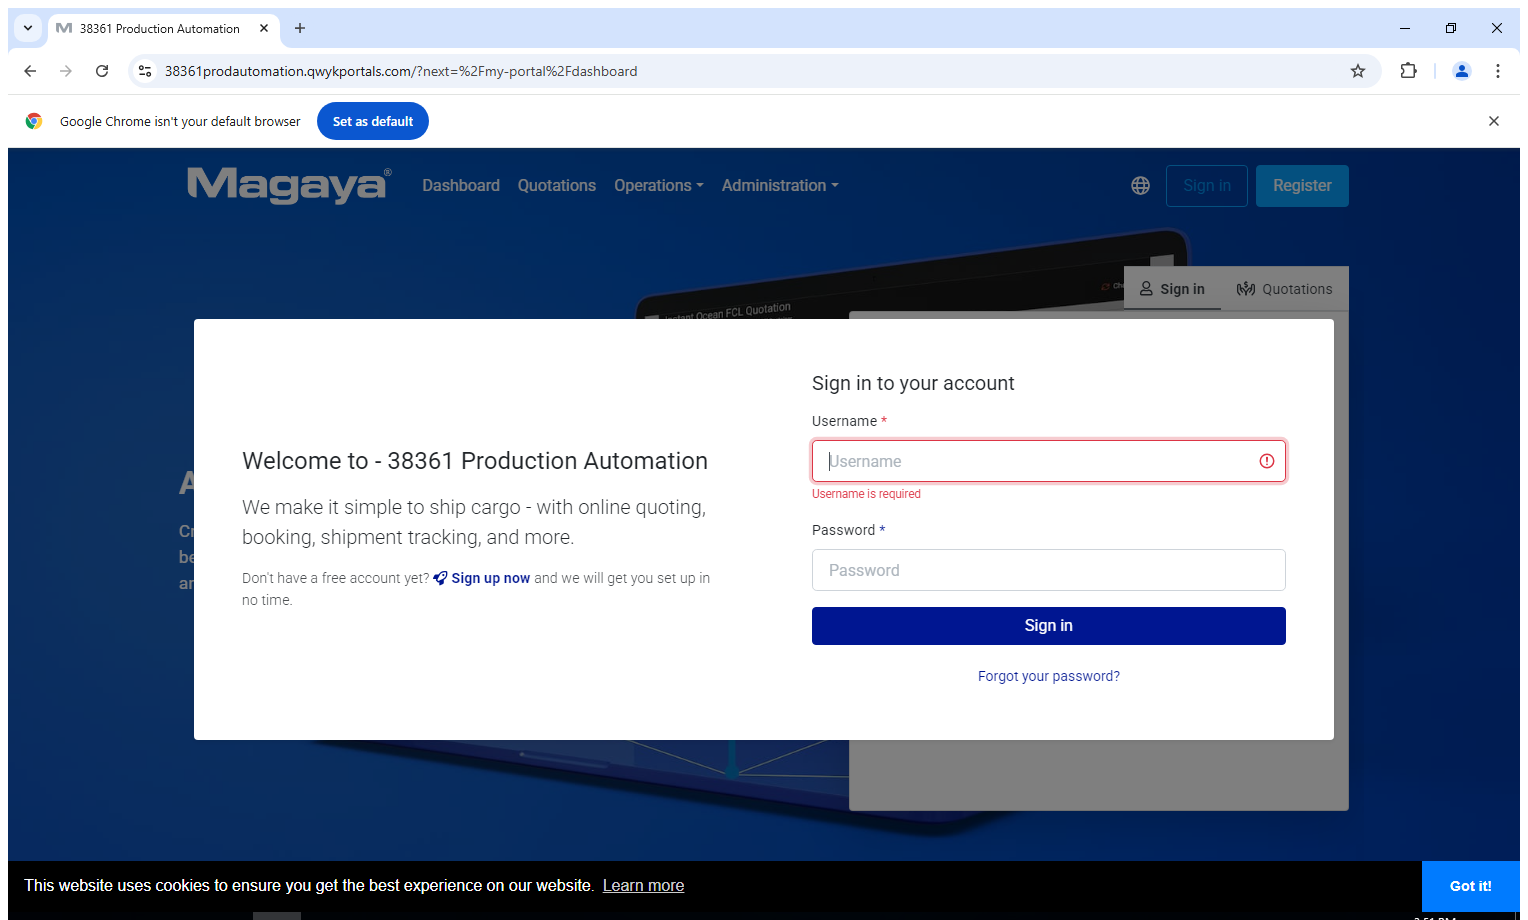 38361 Production Automation
38361prodautomation.qwykportals.com/?next=%2Fmy-portal%2Fdashboard
Google Chrome isn't your default browser
Set as default
Magaya®
Dashboard
Quotations
Operations
Administration
Sign in
Register
Instant Ocean FCL Quotation
Sign in
Quotations
Welcome to - 38361 Production Automation
We make it simple to ship cargo - with online quoting,
booking, shipment tracking, and more.
Don't have a free account yet? Sign up now and we will get you set up in
no time.
Sign in to your account
Username *
Username
Username is required
Password *
Password
Sign in
Forgot your password?
This website uses cookies to ensure you get the best experience on our website. Learn more
Got it!